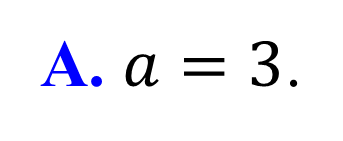 A. a = 3.